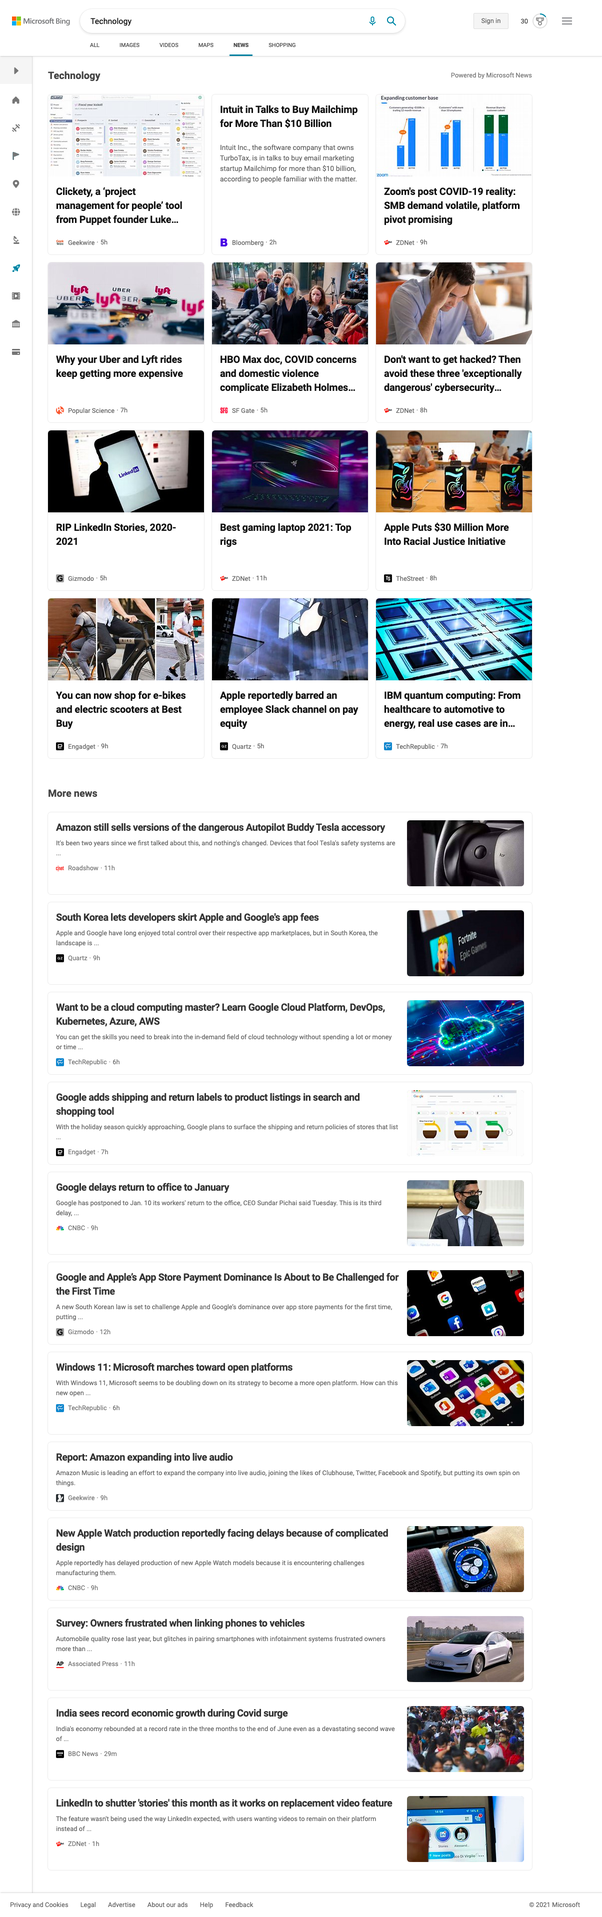 Microsoft Bing
Technology
Sign in
30
ALL IMAGES VIDEOS MAPS NEWS SHOPPING
Technology
Powered by Microsoft News
Clickety, a 'project
management for people' tool
from Puppet founder Luke...
Geekwire · 5h
Intuit in Talks to Buy Mailchimp
for More Than $10 Billion
Intuit Inc., the software company that owns
TurboTax, is in talks to buy email marketing
startup Mailchimp for more than $10 billion,
according to people familiar with the matter.
Bloomberg · 2h
Expanding customer base
zoom
Zoom's post COVID-19 reality:
SMB demand volatile, platform
pivot promising
ZDNet · 9h
lyft
UBER
lyft
UBER
Why your Uber and Lyft rides
keep getting more expensive
Popular Science · 7h
HBO Max doc, COVID concerns
and domestic violence
complicate Elizabeth Holmes...
SF Gate · 5h
Don't want to get hacked? Then
avoid these three 'exceptionally
dangerous' cybersecurity...
ZDNet · 8h
LinkedIn
RIP LinkedIn Stories, 2020-
2021
Gizmodo · 5h
Best gaming laptop 2021: Top
rigs
ZDNet · 11h
Apple Puts $30 Million More
Into Racial Justice Initiative
TheStreet · 8h
You can now shop for e-bikes
and electric scooters at Best
Buy
Engadget · 9h
Apple reportedly barred an
employee Slack channel on pay
equity
Quartz · 5h
IBM quantum computing: From
healthcare to automotive to
energy, real use cases are in...
TechRepublic · 7h
More news
Amazon still sells versions of the dangerous Autopilot Buddy Tesla accessory
It's been two years since we first talked about this, and nothing's changed. Devices that fool Tesla's safety systems are
...
Roadshow · 11h
South Korea lets developers skirt Apple and Google's app fees
Apple and Google have long enjoyed total control over their respective app marketplaces, but in South Korea, the
landscape is ...
Quartz · 9h
Fortnite
Epic Games
Want to be a cloud computing master? Learn Google Cloud Platform, DevOps,
Kubernetes, Azure, AWS
You can get the skills you need to break into the in-demand field of cloud technology without spending a lot or money
or time ...
TechRepublic · 6h
Google adds shipping and return labels to product listings in search and
shopping tool
With the holiday season quickly approaching, Google plans to surface the shipping and return policies of stores that list
...
Engadget · 7h
Google
Google delays return to office to January
Google has postponed to Jan. 10 its workers' return to the office, CEO Sundar Pichai said Tuesday. This is its third
delay, ...
CNBC · 9h
Google and Apple's App Store Payment Dominance Is About to Be Challenged for
the First Time
A new South Korean law is set to challenge Apple and Google's dominance over app store payments for the first time,
putting ...
Gizmodo · 12h
Windows 11: Microsoft marches toward open platforms
With Windows 11, Microsoft seems to be doubling down on its strategy to become a more open platform. How can this
new open ...
TechRepublic · 6h
Report: Amazon expanding into live audio
Amazon Music is leading an effort to expand the company into live audio, joining the likes of Clubhouse, Twitter, Facebook and Spotify, but putting its own spin on
things.
Geekwire · 9h
New Apple Watch production reportedly facing delays because of complicated
design
Apple reportedly has delayed production of new Apple Watch models because it is encountering challenges
manufacturing them.
CNBC · 9h
Survey: Owners frustrated when linking phones to vehicles
Automobile quality rose last year, but glitches in pairing smartphones with infotainment systems frustrated owners
more than ...
AP Associated Press · 11h
India sees record economic growth during Covid surge
India's economy rebounded at a record rate in the three months to the end of June even as a devastating second wave
of ...
BBC News · 29m
LinkedIn to shutter 'stories' this month as it works on replacement video feature
The feature wasn't being used the way LinkedIn expected, with users wanting videos to remain on their platform
instead of ...
ZDNet · 1h
Privacy and Cookies Legal Advertise About our ads Help Feedback
© 2021 Microsoft